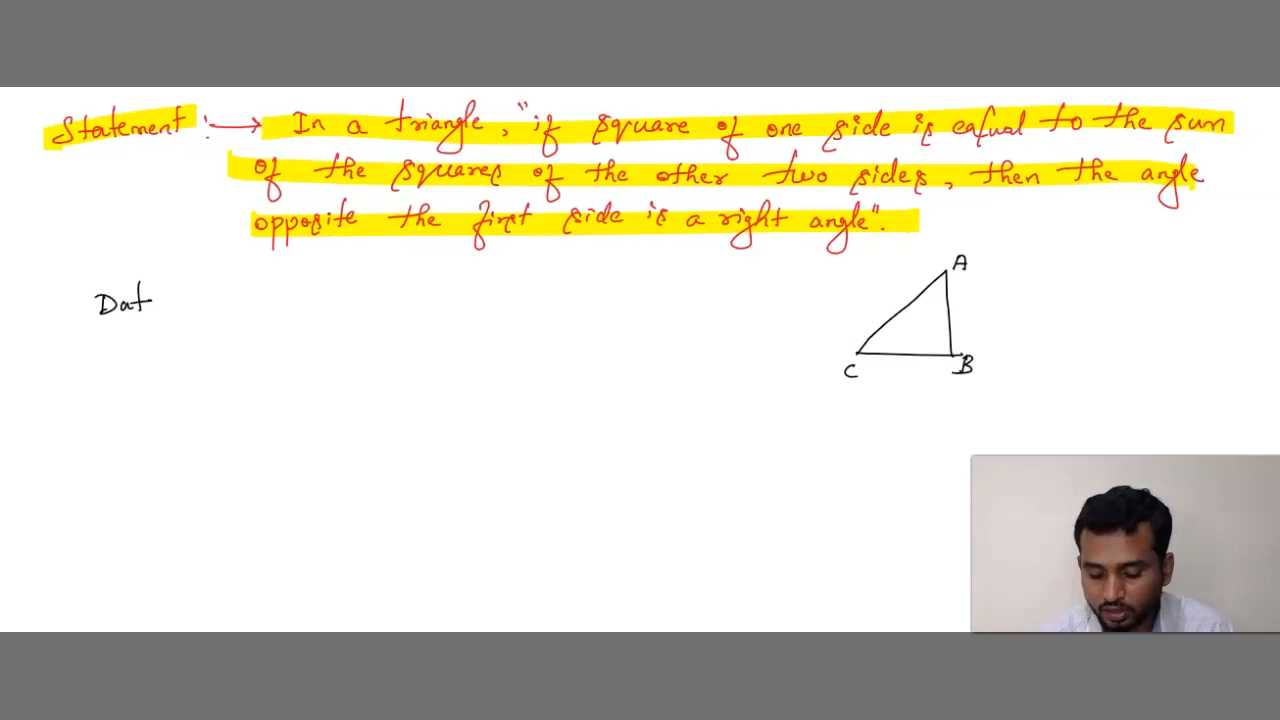 Statement :→ In a triangle, "if square of one side is equal to the sum
of the squares of the other two sides, then the angle
opposite the first side is a right angle".
A
Dat
C B